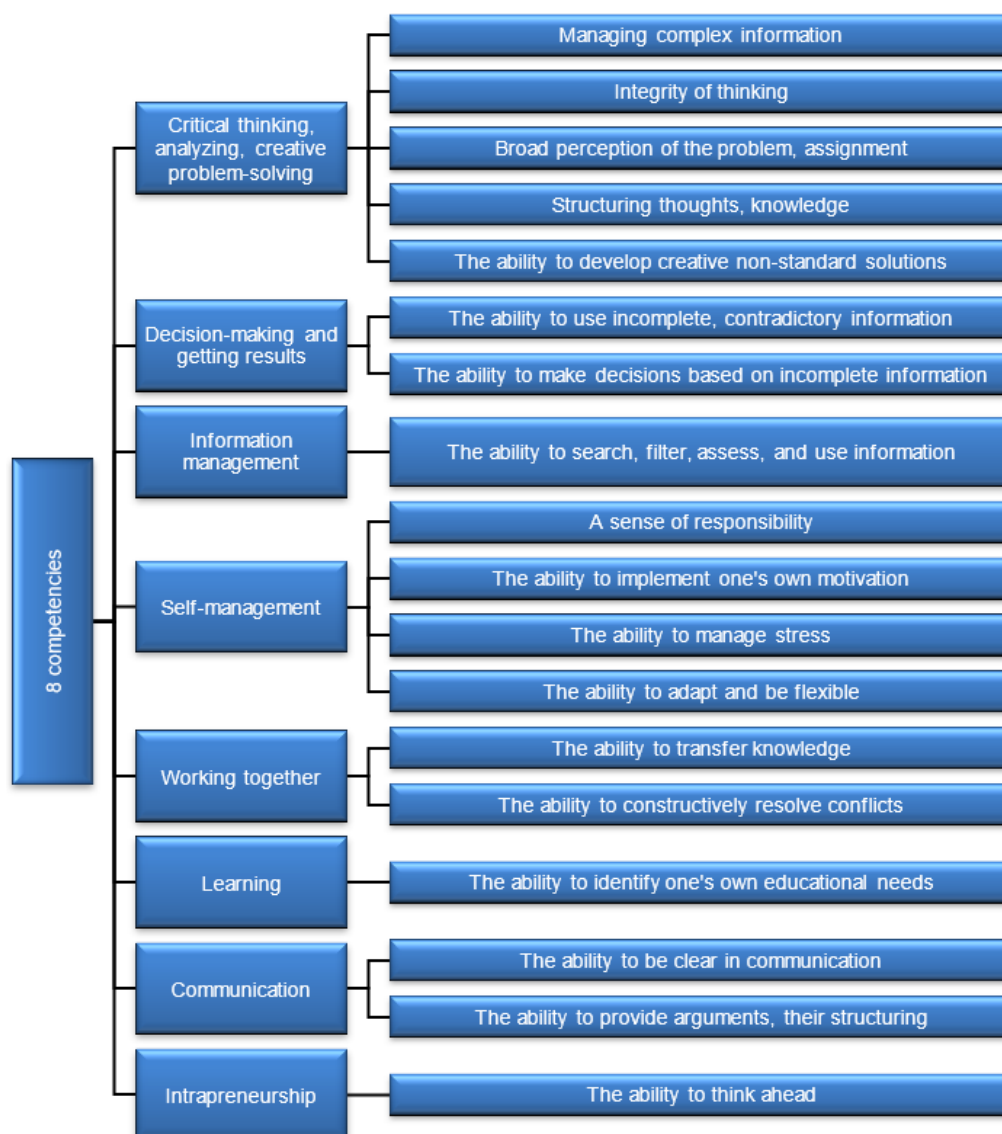 8 competencies
Critical thinking,
analyzing, creative
problem-solving
Managing complex information
Integrity of thinking
Broad perception of the problem, assignment
Structuring thoughts, knowledge
The ability to develop creative non-standard solutions
Decision-making and
getting results
The ability to use incomplete, contradictory information
The ability to make decisions based on incomplete information
Information
management
The ability to search, filter, assess, and use information
Self-management
A sense of responsibility
The ability to implement one's own motivation
The ability to manage stress
The ability to adapt and be flexible
Working together
The ability to transfer knowledge
The ability to constructively resolve conflicts
Learning
The ability to identify one's own educational needs
Communication
The ability to be clear in communication
The ability to provide arguments, their structuring
Intrapreneurship
The ability to think ahead